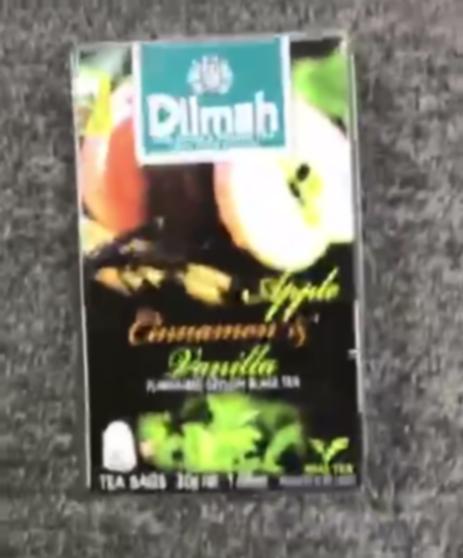 Dilmah
Apple
Cinnamon &
Vanilla
FLAVOURED CEYLON BLACK TEA
TEA BAGS